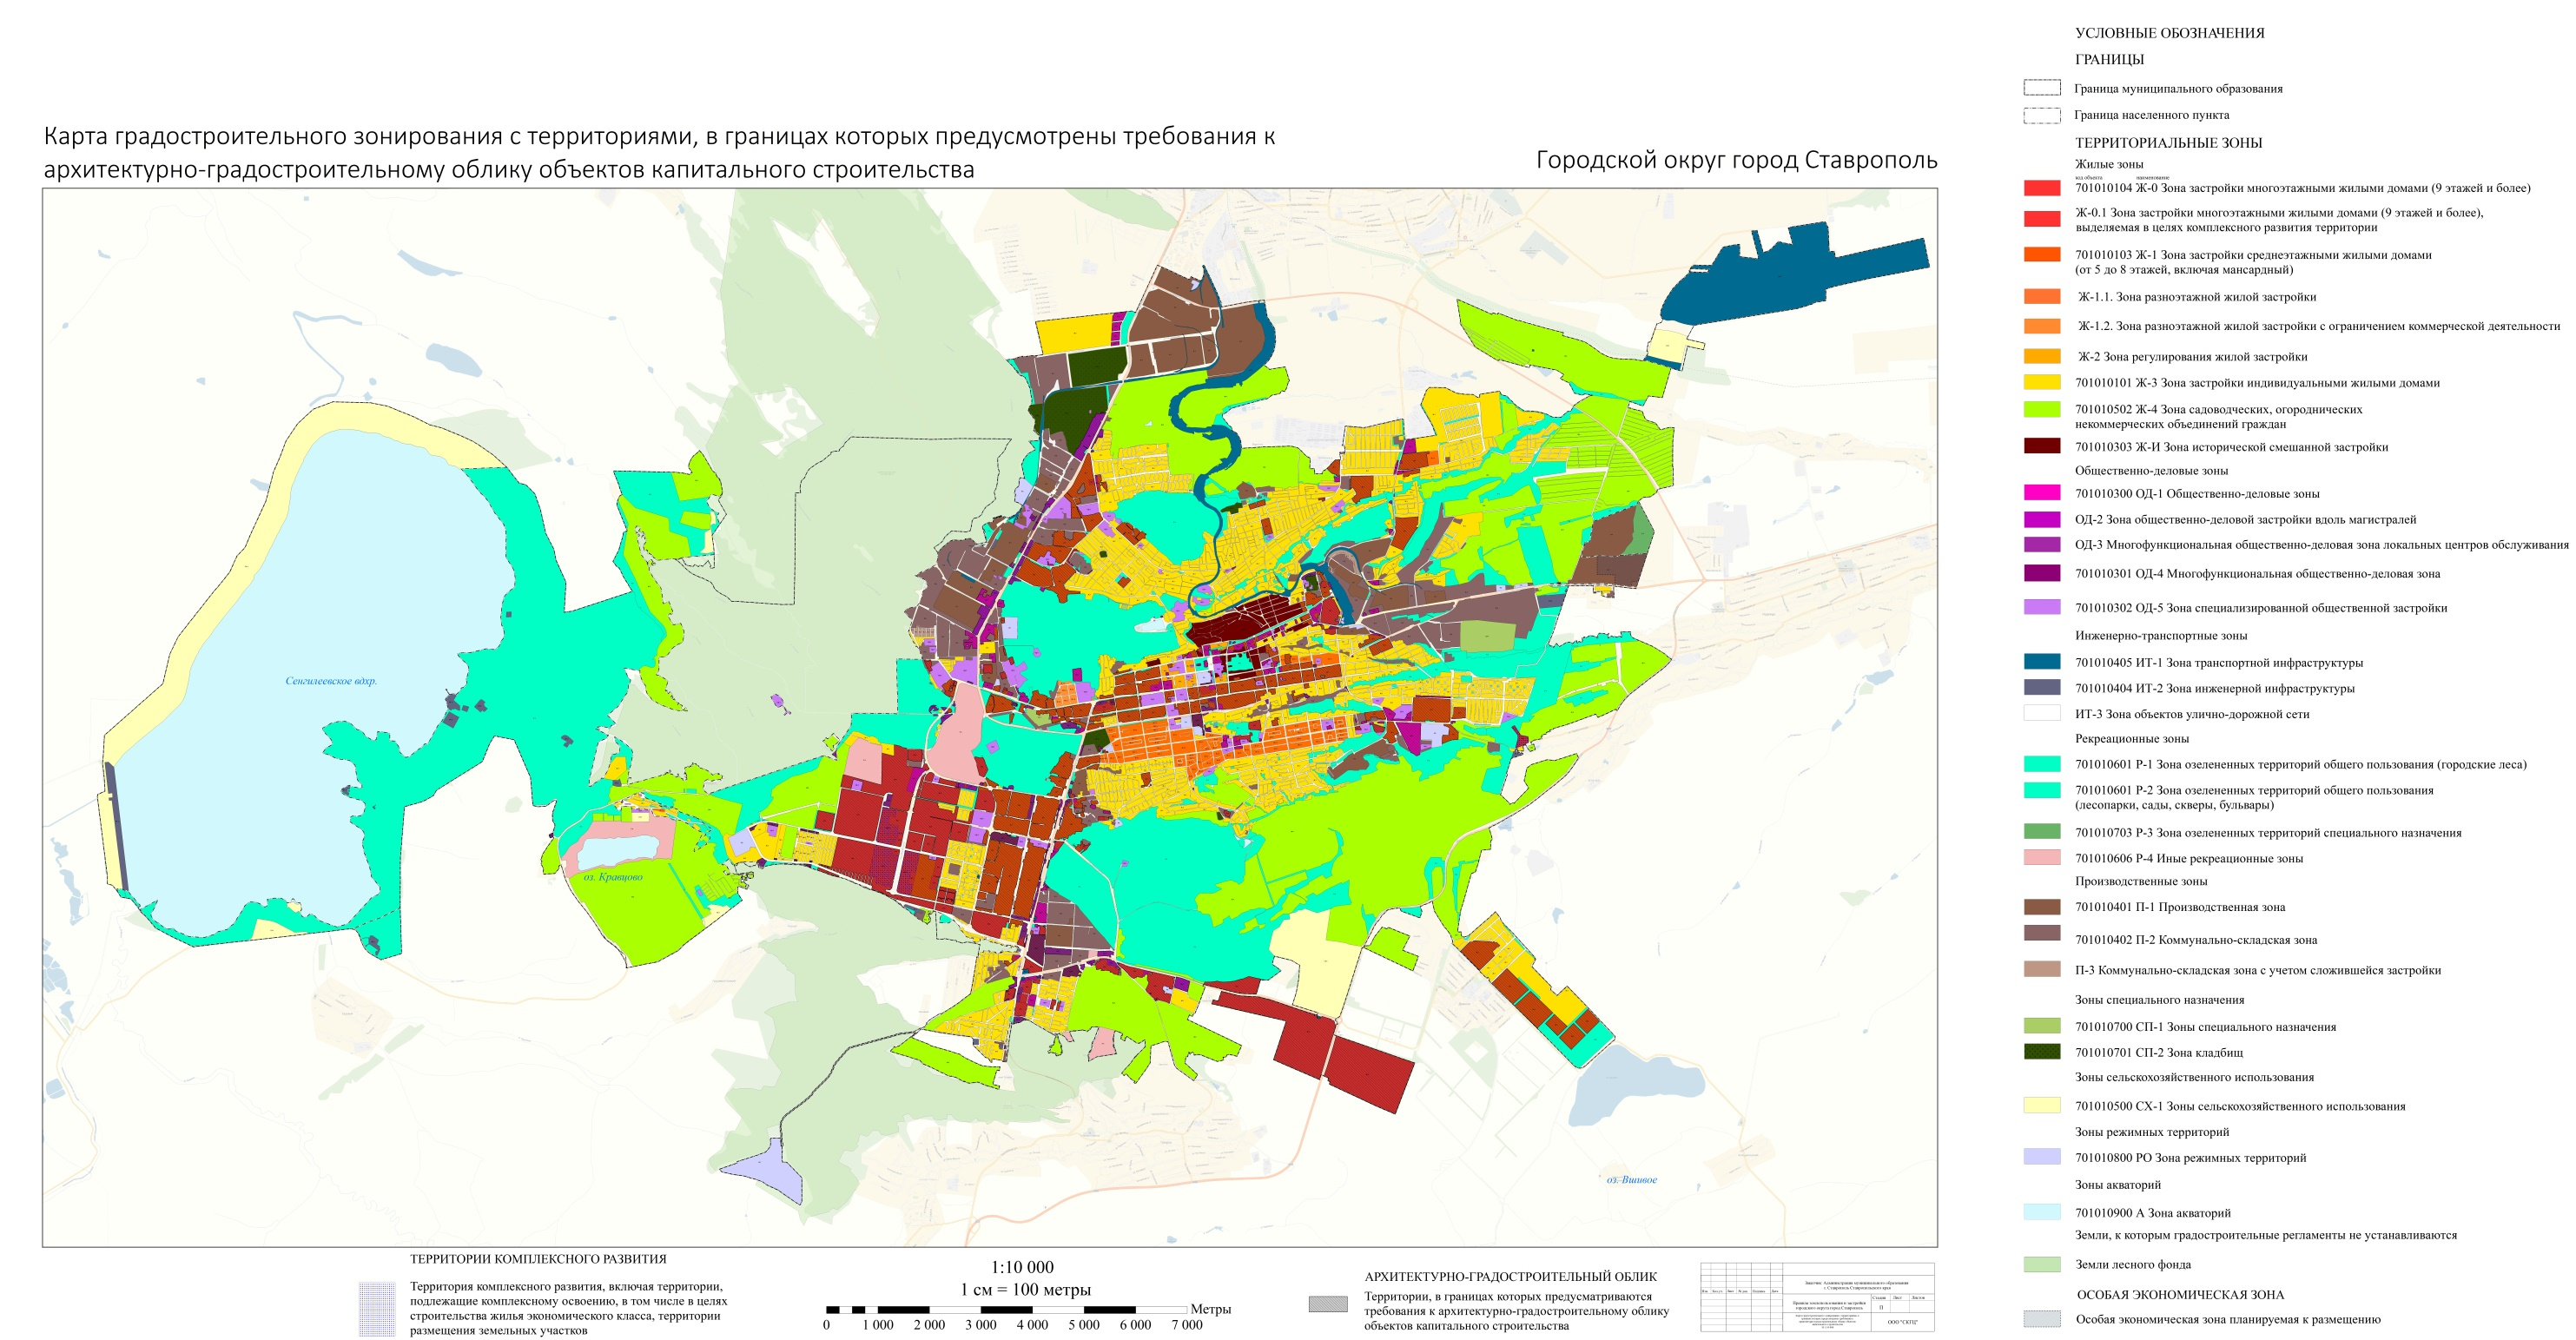 Карта градостроительного зонирования с территориями, в границах которых предусмотрены требования к
архитектурно-градостроительному облику объектов капитального строительства
Городской округ город Ставрополь
Сенгилеевское вдхр.
оз. Кравцово
оз. Вшивое
УСЛОВНЫЕ ОБОЗНАЧЕНИЯ
ГРАНИЦЫ
Граница муниципального образования
Граница населенного пункта
ТЕРРИТОРИАЛЬНЫЕ ЗОНЫ
Жилые зоны
код объекта наименование
701010104 Ж-0 Зона застройки многоэтажными жилыми домами (9 этажей и более)
Ж-0.1 Зона застройки многоэтажными жилыми домами (9 этажей и более),
выделяемая в целях комплексного развития территории
701010103 Ж-1 Зона застройки среднеэтажными жилыми домами
(от 5 до 8 этажей, включая мансардный)
Ж-1.1. Зона разноэтажной жилой застройки
Ж-1.2. Зона разноэтажной жилой застройки с ограничением коммерческой деятельности
Ж-2 Зона регулирования жилой застройки
701010101 Ж-3 Зона застройки индивидуальными жилыми домами
701010502 Ж-4 Зона садоводческих, огороднических
некоммерческих объединений граждан
701010303 Ж-И Зона исторической смешанной застройки
Общественно-деловые зоны
701010300 ОД-1 Общественно-деловые зоны
ОД-2 Зона общественно-деловой застройки вдоль магистралей
ОД-3 Многофункциональная общественно-деловая зона локальных центров обслуживания
701010301 ОД-4 Многофункциональная общественно-деловая зона
701010302 ОД-5 Зона специализированной общественной застройки
Инженерно-транспортные зоны
701010405 ИТ-1 Зона транспортной инфраструктуры
701010404 ИТ-2 Зона инженерной инфраструктуры
ИТ-3 Зона объектов улично-дорожной сети
Рекреационные зоны
701010601 Р-1 Зона озелененных территорий общего пользования (городские леса)
701010601 Р-2 Зона озелененных территорий общего пользования
(лесопарки, сады, скверы, бульвары)
701010703 Р-3 Зона озелененных территорий специального назначения
701010606 Р-4 Иные рекреационные зоны
Производственные зоны
701010401 П-1 Производственная зона
701010402 П-2 Коммунально-складская зона
П-3 Коммунально-складская зона с учетом сложившейся застройки
Зоны специального назначения
701010700 СП-1 Зоны специального назначения
701010701 СП-2 Зона кладбищ
Зоны сельскохозяйственного использования
701010500 СХ-1 Зоны сельскохозяйственного использования
Зоны режимных территорий
701010800 РО Зона режимных территорий
Зоны акваторий
701010900 А Зона акваторий
Земли, к которым градостроительные регламенты не устанавливаются
Земли лесного фонда
ОСОБАЯ ЭКОНОМИЧЕСКАЯ ЗОНА
Особая экономическая зона планируемая к размещению
ТЕРРИТОРИИ КОМПЛЕКСНОГО РАЗВИТИЯ
Территория комплексного развития, включая территории,
подлежащие комплексному освоению, в том числе в целях
строительства жилья экономического класса, территории
размещения земельных участков
1:10 000
1 см = 100 метры
Метры
0 1 000 2 000 3 000 4 000 5 000 6 000 7 000
АРХИТЕКТУРНО-ГРАДОСТРОИТЕЛЬНЫЙ ОБЛИК
Территории, в границах которых предусматриваются
требования к архитектурно-градостроительному облику
объектов капитального строительства
ООО "СКТЦ"